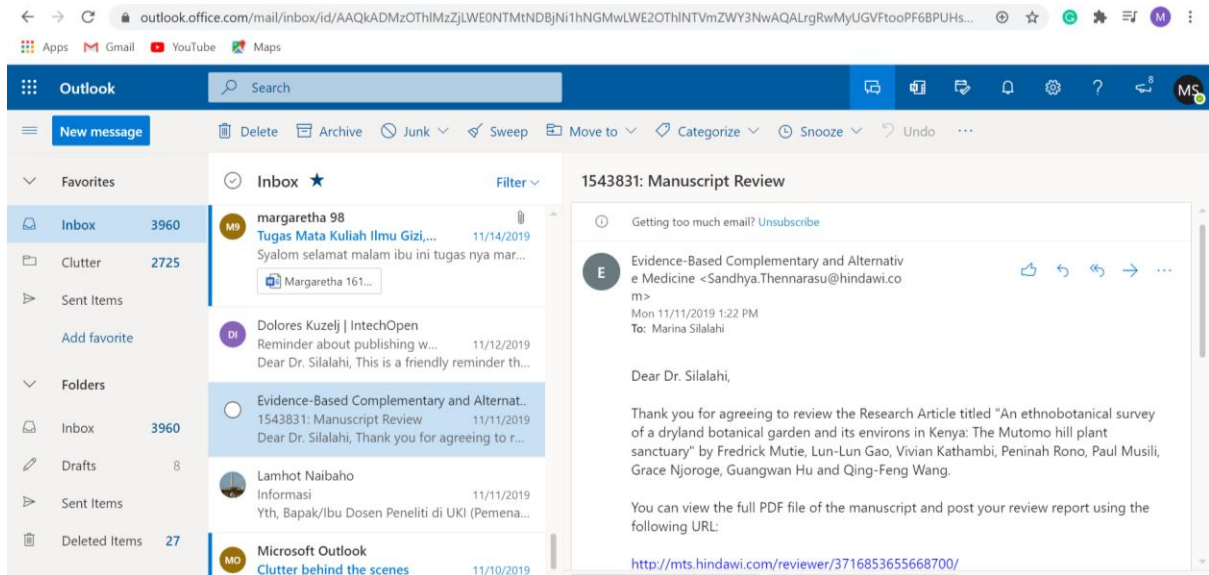 outlook.office.com/mail/inbox/id/AAQkADMzOThlMzZjLWE0NTMtNDBjNi1hNGMwLWE2OThlNTVmZWY3NwAQALrgRwMyUGVFtooPF6BPUHs...
Apps Gmail YouTube Maps
Outlook
Search
8
MS
New message
Delete Archive Junk Sweep Move to Categorize Snooze Undo ...
Favorites
Inbox 3960
Clutter 2725
Sent Items
Add favorite
Folders
Inbox 3960
Drafts 8
Sent Items
Deleted Items 27
Inbox ★ Filter
M9
margaretha 98
Tugas Mata Kuliah Ilmu Gizi,... 11/14/2019
Syalom selamat malam ibu ini tugas nya mar...
Margaretha 161...
DI
Dolores Kuzelj | IntechOpen
Reminder about publishing w... 11/12/2019
Dear Dr. Silalahi, This is a friendly reminder th...
Evidence-Based Complementary and Alternat..
1543831: Manuscript Review 11/11/2019
Dear Dr. Silalahi, Thank you for agreeing to r...
Lamhot Naibaho
Informasi 11/11/2019
Yth, Bapak/Ibu Dosen Peneliti di UKI (Pemena...
MO
Microsoft Outlook
Clutter behind the scenes 11/10/2019
1543831: Manuscript Review
Getting too much email? Unsubscribe
E
Evidence-Based Complementary and Alternativ
e Medicine <Sandhya.Thennarasu@hindawi.co
m>
Mon 11/11/2019 1:22 PM
To: Marina Silalahi
Dear Dr. Silalahi,
Thank you for agreeing to review the Research Article titled "An ethnobotanical survey
of a dryland botanical garden and its environs in Kenya: The Mutomo hill plant
sanctuary" by Fredrick Mutie, Lun-Lun Gao, Vivian Kathambi, Peninah Rono, Paul Musili,
Grace Njoroge, Guangwan Hu and Qing-Feng Wang.
You can view the full PDF file of the manuscript and post your review report using the
following URL:
http://mts.hindawi.com/reviewer/3716853655668700/